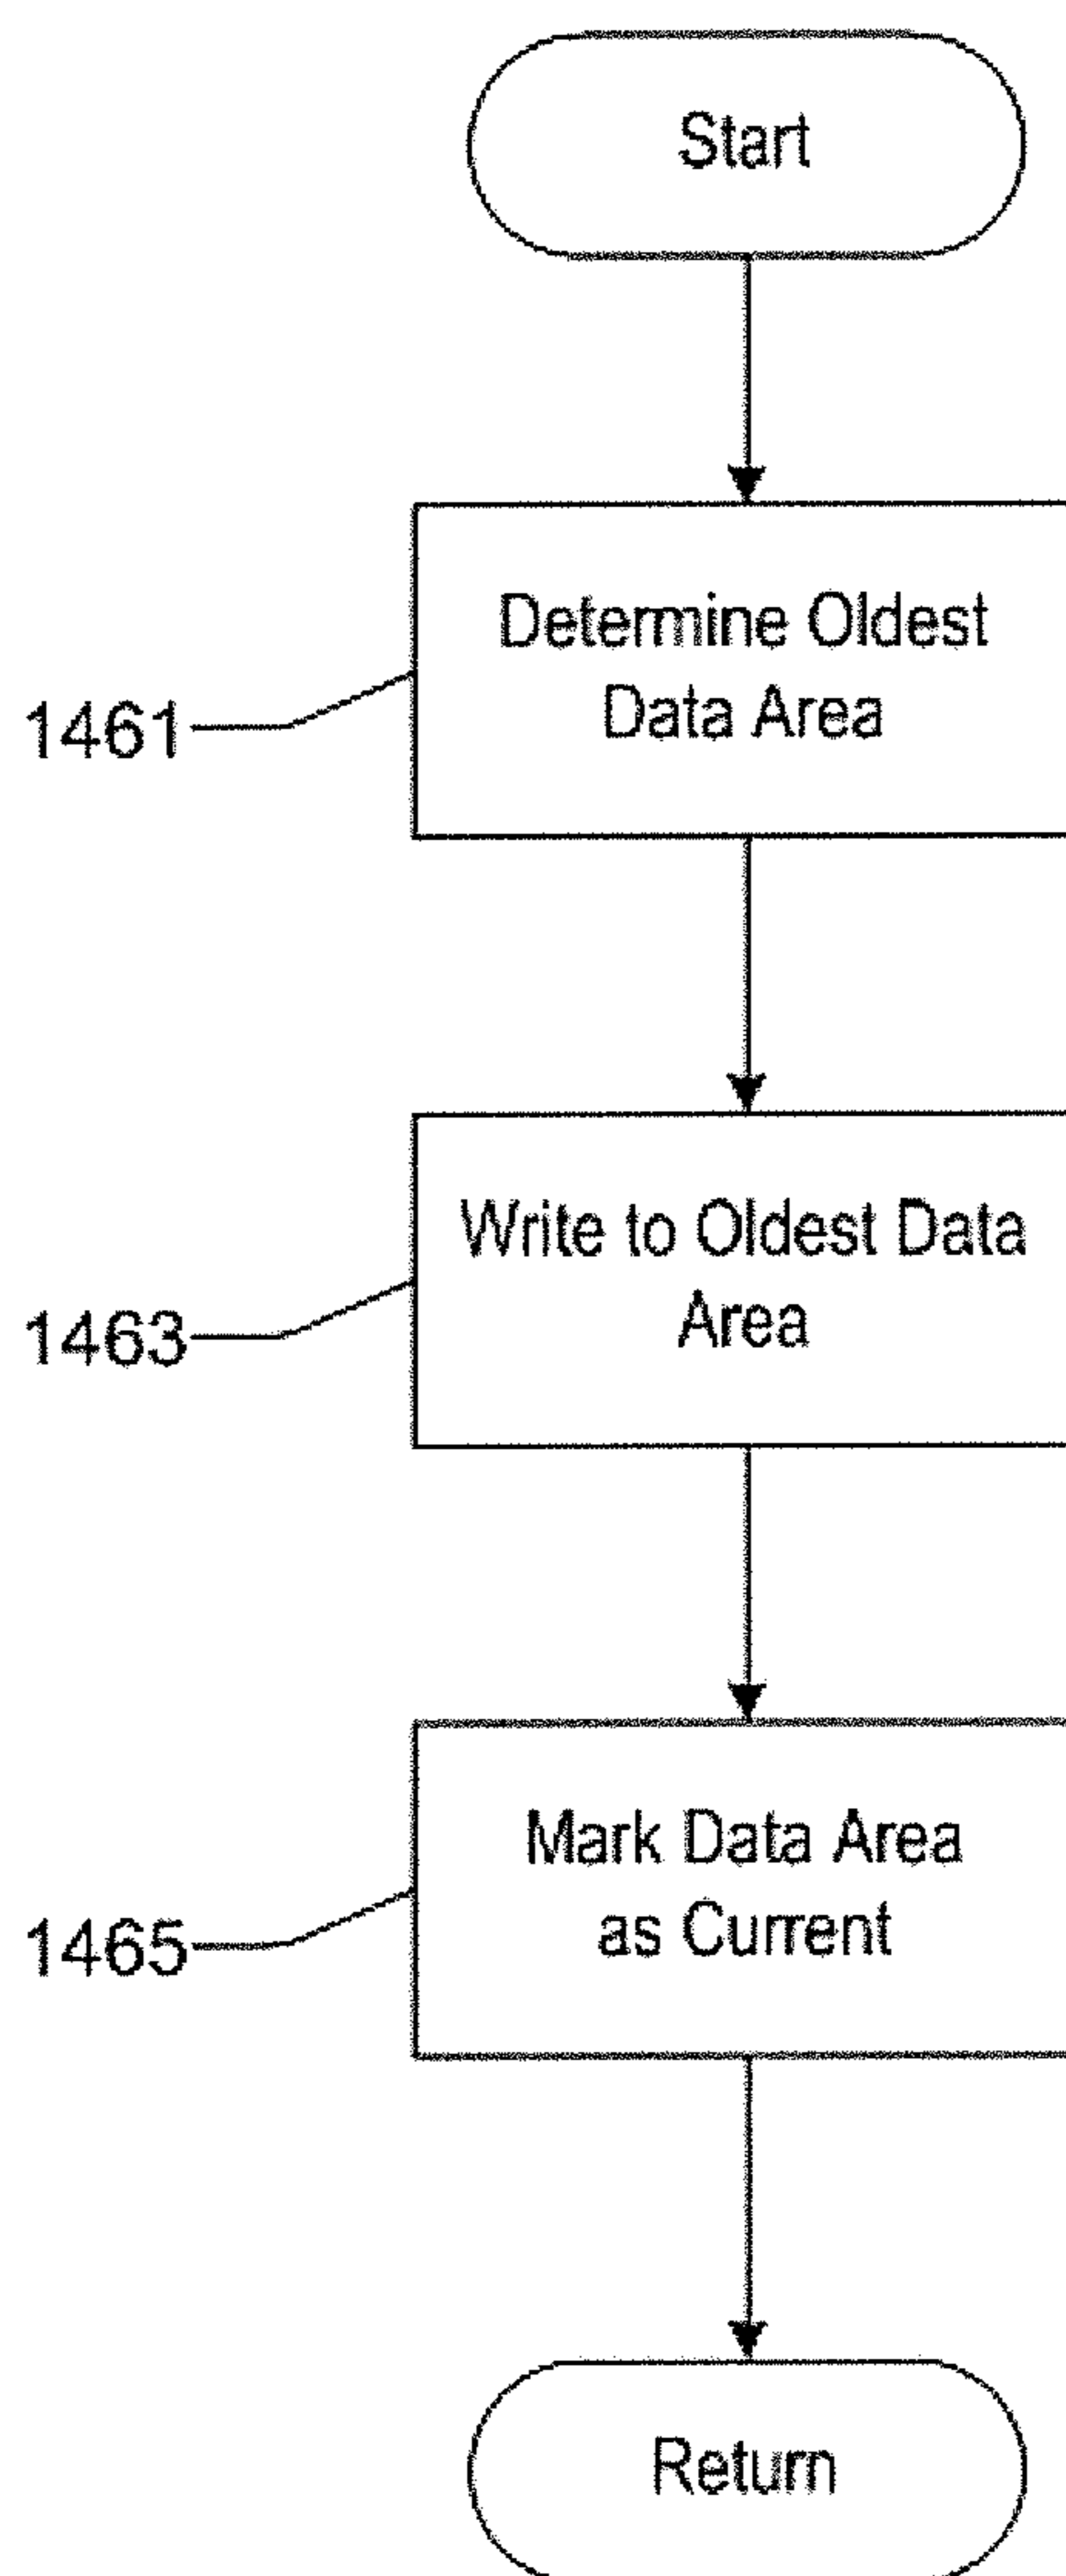 Start
Determine Oldest
Data Area
1461
Write to Oldest Data
Area
1463
Mark Data Area
as Current
1465
Return